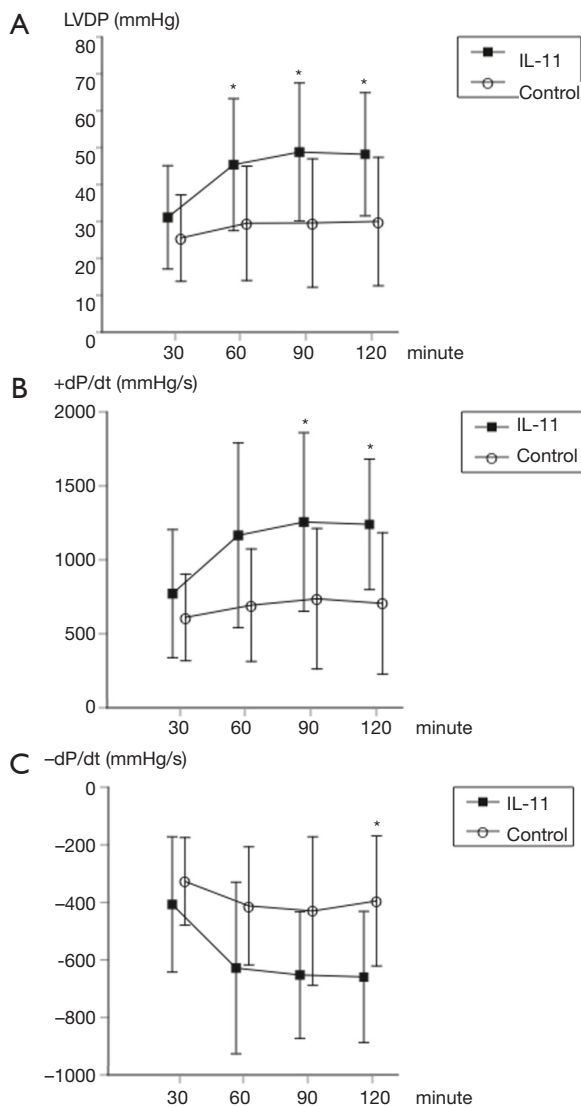 A
LVDP (mmHg)
80
70
60
50
40
30
20
10
0
* * *
30 60 90 120 minute
IL-11
Control
B
+dP/dt (mmHg/s)
2000
1500
1000
500
0
* *
30 60 90 120 minute
IL-11
Control
C
–dP/dt (mmHg/s)
0
–200
–400
–600
–800
–1000
*
30 60 90 120 minute
IL-11
Control